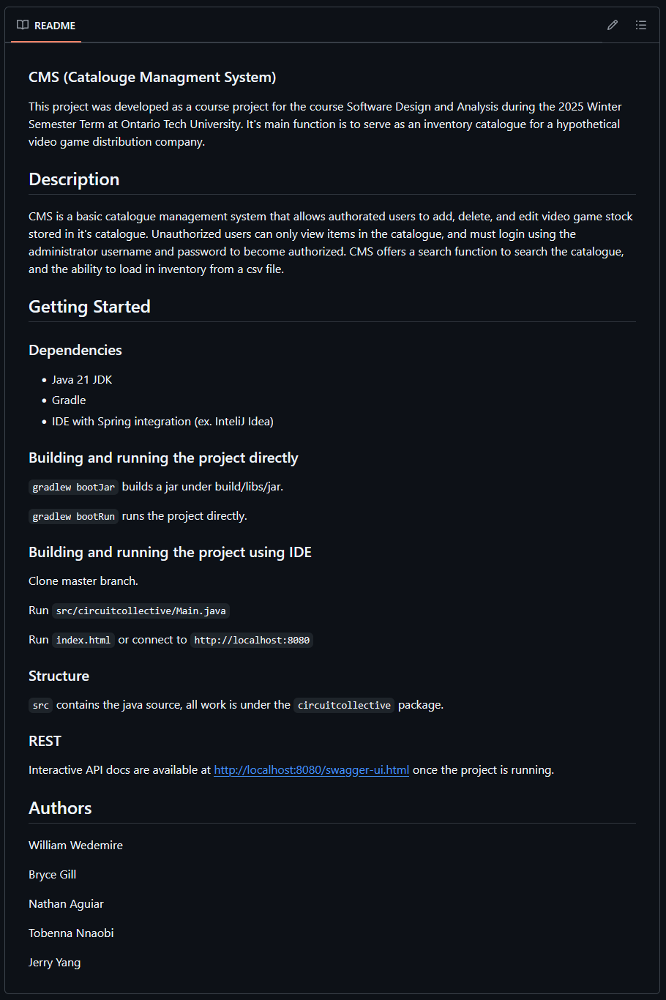 README
CMS (Catalouge Managment System)
This project was developed as a course project for the course Software Design and Analysis during the 2025 Winter
Semester Term at Ontario Tech University. It's main function is to serve as an inventory catalogue for a hypothetical
video game distribution company.
Description
CMS is a basic catalogue management system that allows authorated users to add, delete, and edit video game stock
stored in it's catalogue. Unauthorized users can only view items in the catalogue, and must login using the
administrator username and password to become authorized. CMS offers a search function to search the catalogue,
and the ability to load in inventory from a csv file.
Getting Started
Dependencies
• Java 21 JDK
• Gradle
• IDE with Spring integration (ex. InteliJ Idea)
Building and running the project directly
gradlew bootJar builds a jar under build/libs/jar.
gradlew bootRun runs the project directly.
Building and running the project using IDE
Clone master branch.
Run src/circuitcollective/Main.java
Run index.html or connect to http://localhost:8080
Structure
src contains the java source, all work is under the circuitcollective package.
REST
Interactive API docs are available at http://localhost:8080/swagger-ui.html once the project is running.
Authors
William Wedemire
Bryce Gill
Nathan Aguiar
Tobenna Nnaobi
Jerry Yang